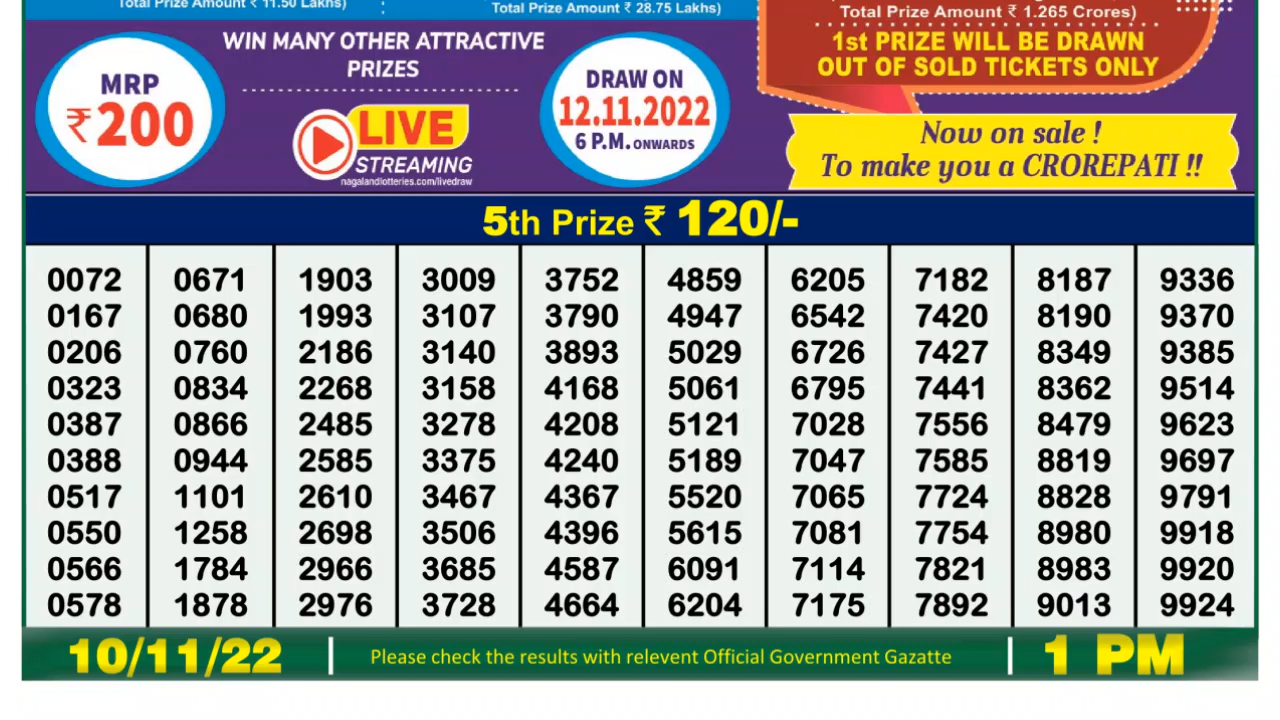 Total Prize Amount ₹ 11.50 Lakhs)
Total Prize Amount ₹ 28.75 Lakhs)
Total Prize Amount ₹ 1.265 Crores)
1st PRIZE WILL BE DRAWN
OUT OF SOLD TICKETS ONLY
WIN MANY OTHER ATTRACTIVE
PRIZES
MRP
₹200
LIVE
STREAMING
nagalandlotteries.com/livedraw
DRAW ON
12.11.2022
6 P.M. ONWARDS
Now on sale !
To make you a CROREPATI !!
5th Prize ₹ 120/-
0072 0671 1903 3009 3752 4859 6205 7182 8187 9336
0167 0680 1993 3107 3790 4947 6542 7420 8190 9370
0206 0760 2186 3140 3893 5029 6726 7427 8349 9385
0323 0834 2268 3158 4168 5061 6795 7441 8362 9514
0387 0866 2485 3278 4208 5121 7028 7556 8479 9623
0388 0944 2585 3375 4240 5189 7047 7585 8819 9697
0517 1101 2610 3467 4367 5520 7065 7724 8828 9791
0550 1258 2698 3506 4396 5615 7081 7754 8980 9918
0566 1784 2966 3685 4587 6091 7114 7821 8983 9920
0578 1878 2976 3728 4664 6204 7175 7892 9013 9924
10/11/22 | Please check the results with relevent Official Government Gazatte | 1 PM